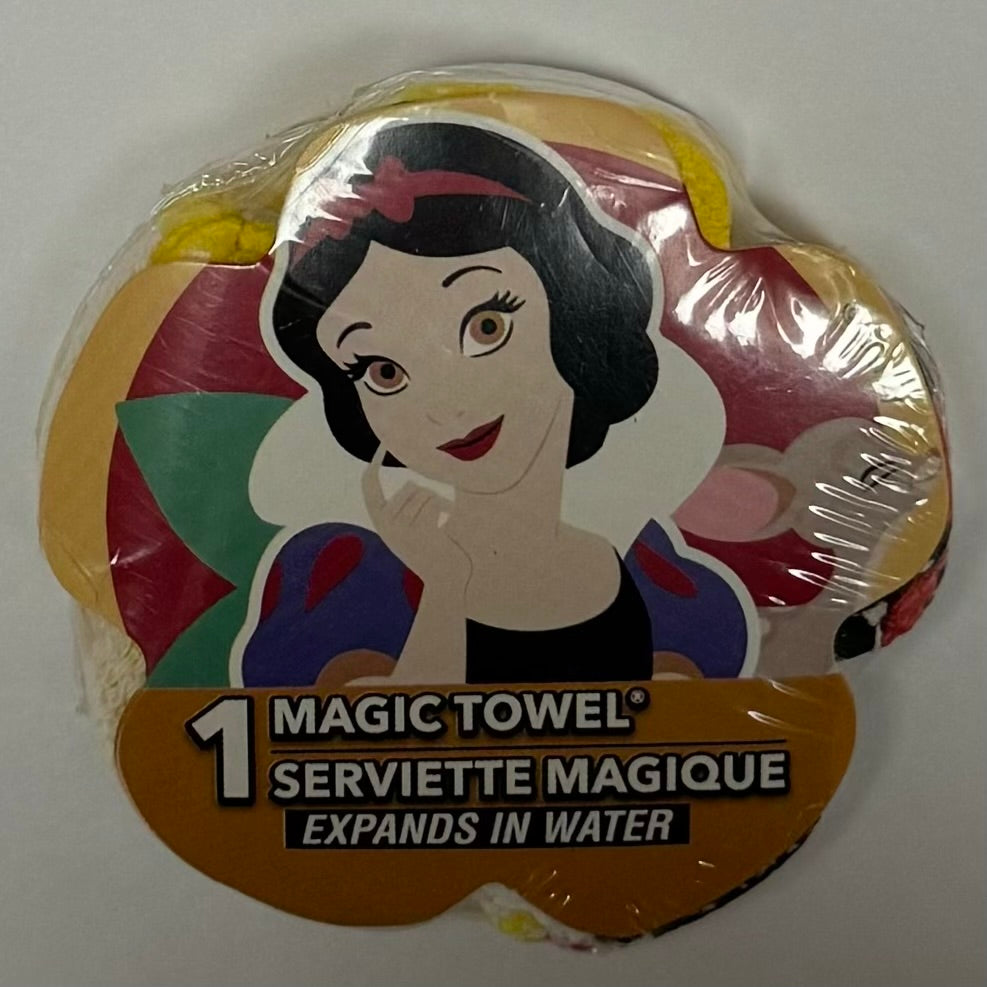 1 MAGIC TOWEL®
SERVIETTE MAGIQUE
EXPANDS IN WATER